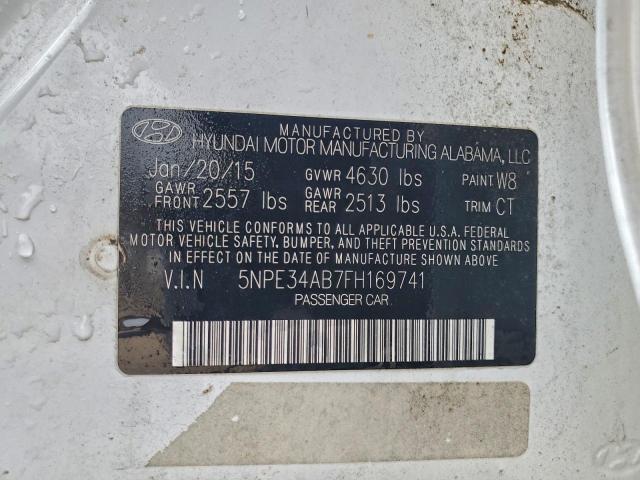 MANUFACTURED BY
HYUNDAI MOTOR MANUFACTURING ALABAMA, LLC
Jan/20/15 GVWR 4630 lbs PAINT W8
GAWR FRONT 2557 lbs GAWR REAR 2513 lbs TRIM CT
THIS VEHICLE CONFORMS TO ALL APPLICABLE U.S.A. FEDERAL
MOTOR VEHICLE SAFETY, BUMPER, AND THEFT PREVENTION STANDARDS
IN EFFECT ON THE DATE OF MANUFACTURE SHOWN ABOVE
V.I.N 5NPE34AB7FH169741
PASSENGER CAR